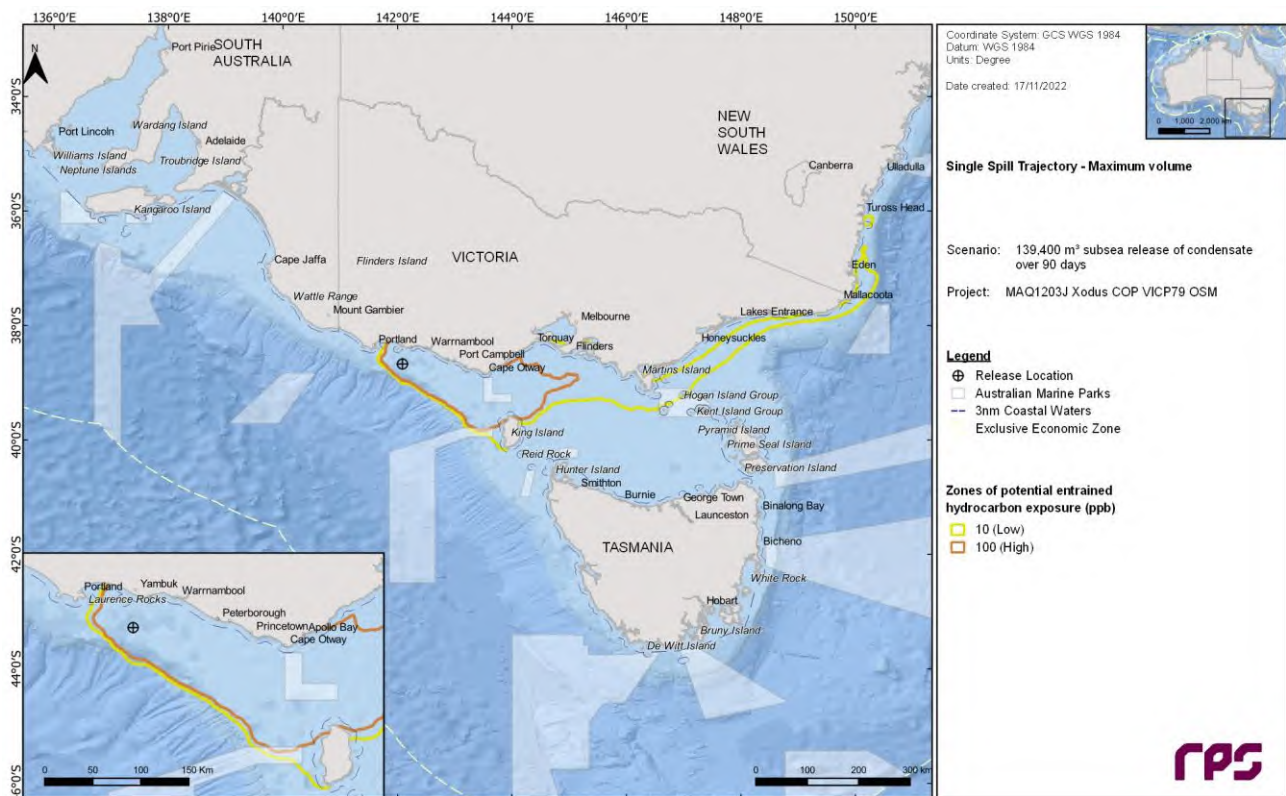 136°0'E 138°0'E 140°0'E 142°0'E 144°0'E 146°0'E 148°0'E 150°0'E
N
Port Pirie
SOUTH
AUSTRALIA
34°0'S
Wardang Island
Port Lincoln
Adelaide
Williams Island
Troubridge Island
Neptune Islands
Kangaroo Island
36°0'S
NEW
SOUTH
WALES
Canberra
Ulladulla
Tuross Head
Cape Jaffa
Flinders Island
VICTORIA
Eden
Wattle Range
Mount Gambier
Mallacoota
Lakes Entrance
Melbourne
38°0'S
Portland
Warrnambool
Torquay
Flinders
Honeysuckles
Port Campbell
Cape Otway
Martins Island
Hogan Island Group
Kent Island Group
40°0'S
King Island
Pyramid Island
Prime Seal Island
Reid Rock
Hunter Island
Preservation Island
Smithton
Burnie
George Town
Binalong Bay
Launceston
42°0'S
TASMANIA
Bicheno
White Rock
Hobart
Bruny Island
De Witt Island
44°0'S
Portland
Yambuk
Warrnambool
Laurence Rocks
Peterborough
Princetown
Apollo Bay
Cape Otway
0 50 100 150 Km
6°0'S
0 100 200 300 km
Coordinate System: GCS WGS 1984
Datum: WGS 1984
Units: Degree
Date created: 17/11/2022
0 1,000 2,000 km
Single Spill Trajectory - Maximum volume
Scenario: 139,400 m³ subsea release of condensate
over 90 days
Project: MAQ1203J Xodus COP VICP79 OSM
Legend
Release Location
Australian Marine Parks
3nm Coastal Waters
Exclusive Economic Zone
Zones of potential entrained
hydrocarbon exposure (ppb)
10 (Low)
100 (High)
rps